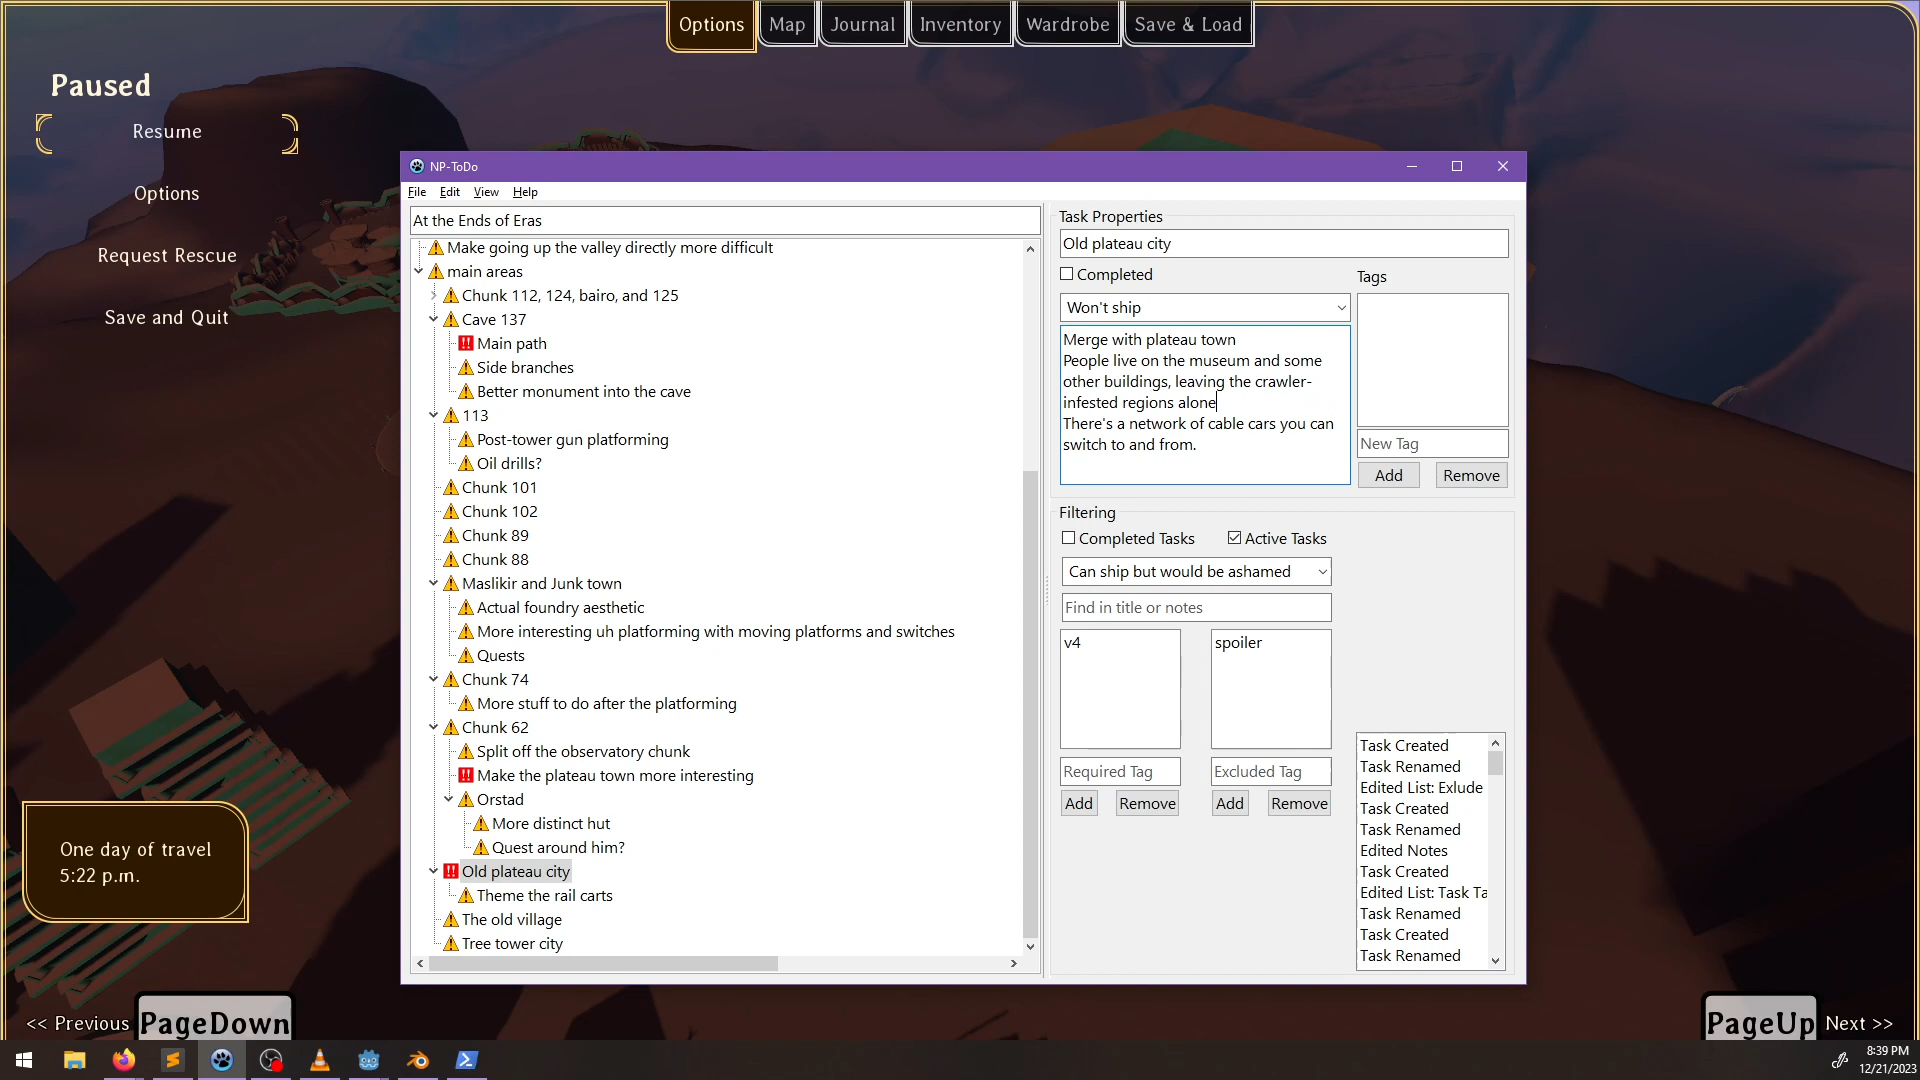 Options
Map
Journal
Inventory
Wardrobe
Save & Load
Paused
Resume
Options
Request Rescue
Save and Quit
One day of travel
5:22 p.m.
<< Previous
PageDown
PageUp
Next >>
NP-ToDo
File Edit View Help
At the Ends of Eras
Make going up the valley directly more difficult
main areas
Chunk 112, 124, bairo, and 125
Cave 137
Main path
Side branches
Better monument into the cave
113
Post-tower gun platforming
Oil drills?
Chunk 101
Chunk 102
Chunk 89
Chunk 88
Maslikir and Junk town
Actual foundry aesthetic
More interesting uh platforming with moving platforms and switches
Quests
Chunk 74
More stuff to do after the platforming
Chunk 62
Split off the observatory chunk
Make the plateau town more interesting
Orstad
More distinct hut
Quest around him?
Old plateau city
Theme the rail carts
The old village
Tree tower city
Task Properties
Old plateau city
Completed
Tags
Won't ship
Merge with plateau town
People live on the museum and some
other buildings, leaving the crawler-
infested regions alone
There's a network of cable cars you can
switch to and from.
New Tag
Add Remove
Filtering
Completed Tasks
Active Tasks
Can ship but would be ashamed
Find in title or notes
v4
spoiler
Required Tag
Excluded Tag
Add Remove
Add Remove
Task Created
Task Renamed
Edited List: Exlude
Task Created
Task Renamed
Edited Notes
Task Created
Edited List: Task Ta
Task Renamed
Task Created
Task Renamed
8:39 PM
12/21/2023